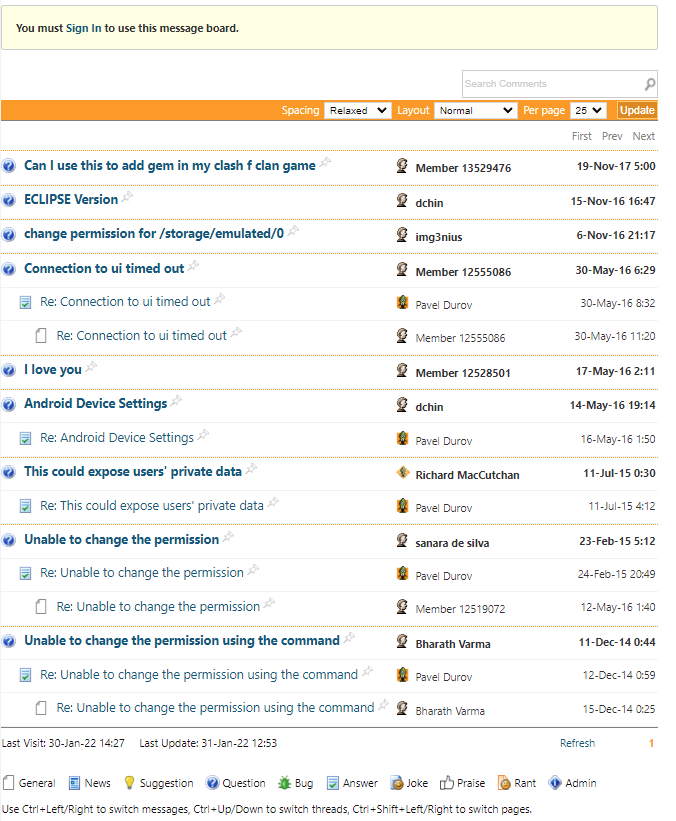 You must Sign In to use this message board.
Search Comments
Spacing Relaxed Layout Normal Per page 25 Update
First Prev Next
Can I use this to add gem in my clash f clan game Member 13529476 19-Nov-17 5:00
ECLIPSE Version dchin 15-Nov-16 16:47
change permission for /storage/emulated/0 img3nius 6-Nov-16 21:17
Connection to ui timed out Member 12555086 30-May-16 6:29
Re: Connection to ui timed out Pavel Durov 30-May-16 8:32
Re: Connection to ui timed out Member 12555086 30-May-16 11:20
I love you Member 12528501 17-May-16 2:11
Android Device Settings dchin 14-May-16 19:14
Re: Android Device Settings Pavel Durov 16-May-16 1:50
This could expose users' private data Richard MacCutchan 11-Jul-15 0:30
Re: This could expose users' private data Pavel Durov 11-Jul-15 4:12
Unable to change the permission sanara de silva 23-Feb-15 5:12
Re: Unable to change the permission Pavel Durov 24-Feb-15 20:49
Re: Unable to change the permission Member 12519072 12-May-16 1:40
Unable to change the permission using the command Bharath Varma 11-Dec-14 0:44
Re: Unable to change the permission using the command Pavel Durov 12-Dec-14 0:59
Re: Unable to change the permission using the command Bharath Varma 15-Dec-14 0:25
Last Visit: 30-Jan-22 14:27 Last Update: 31-Jan-22 12:53 Refresh 1
General News Suggestion Question Bug Answer Joke Praise Rant Admin
Use Ctrl+Left/Right to switch messages, Ctrl+Up/Down to switch threads, Ctrl+Shift+Left/Right to switch pages.